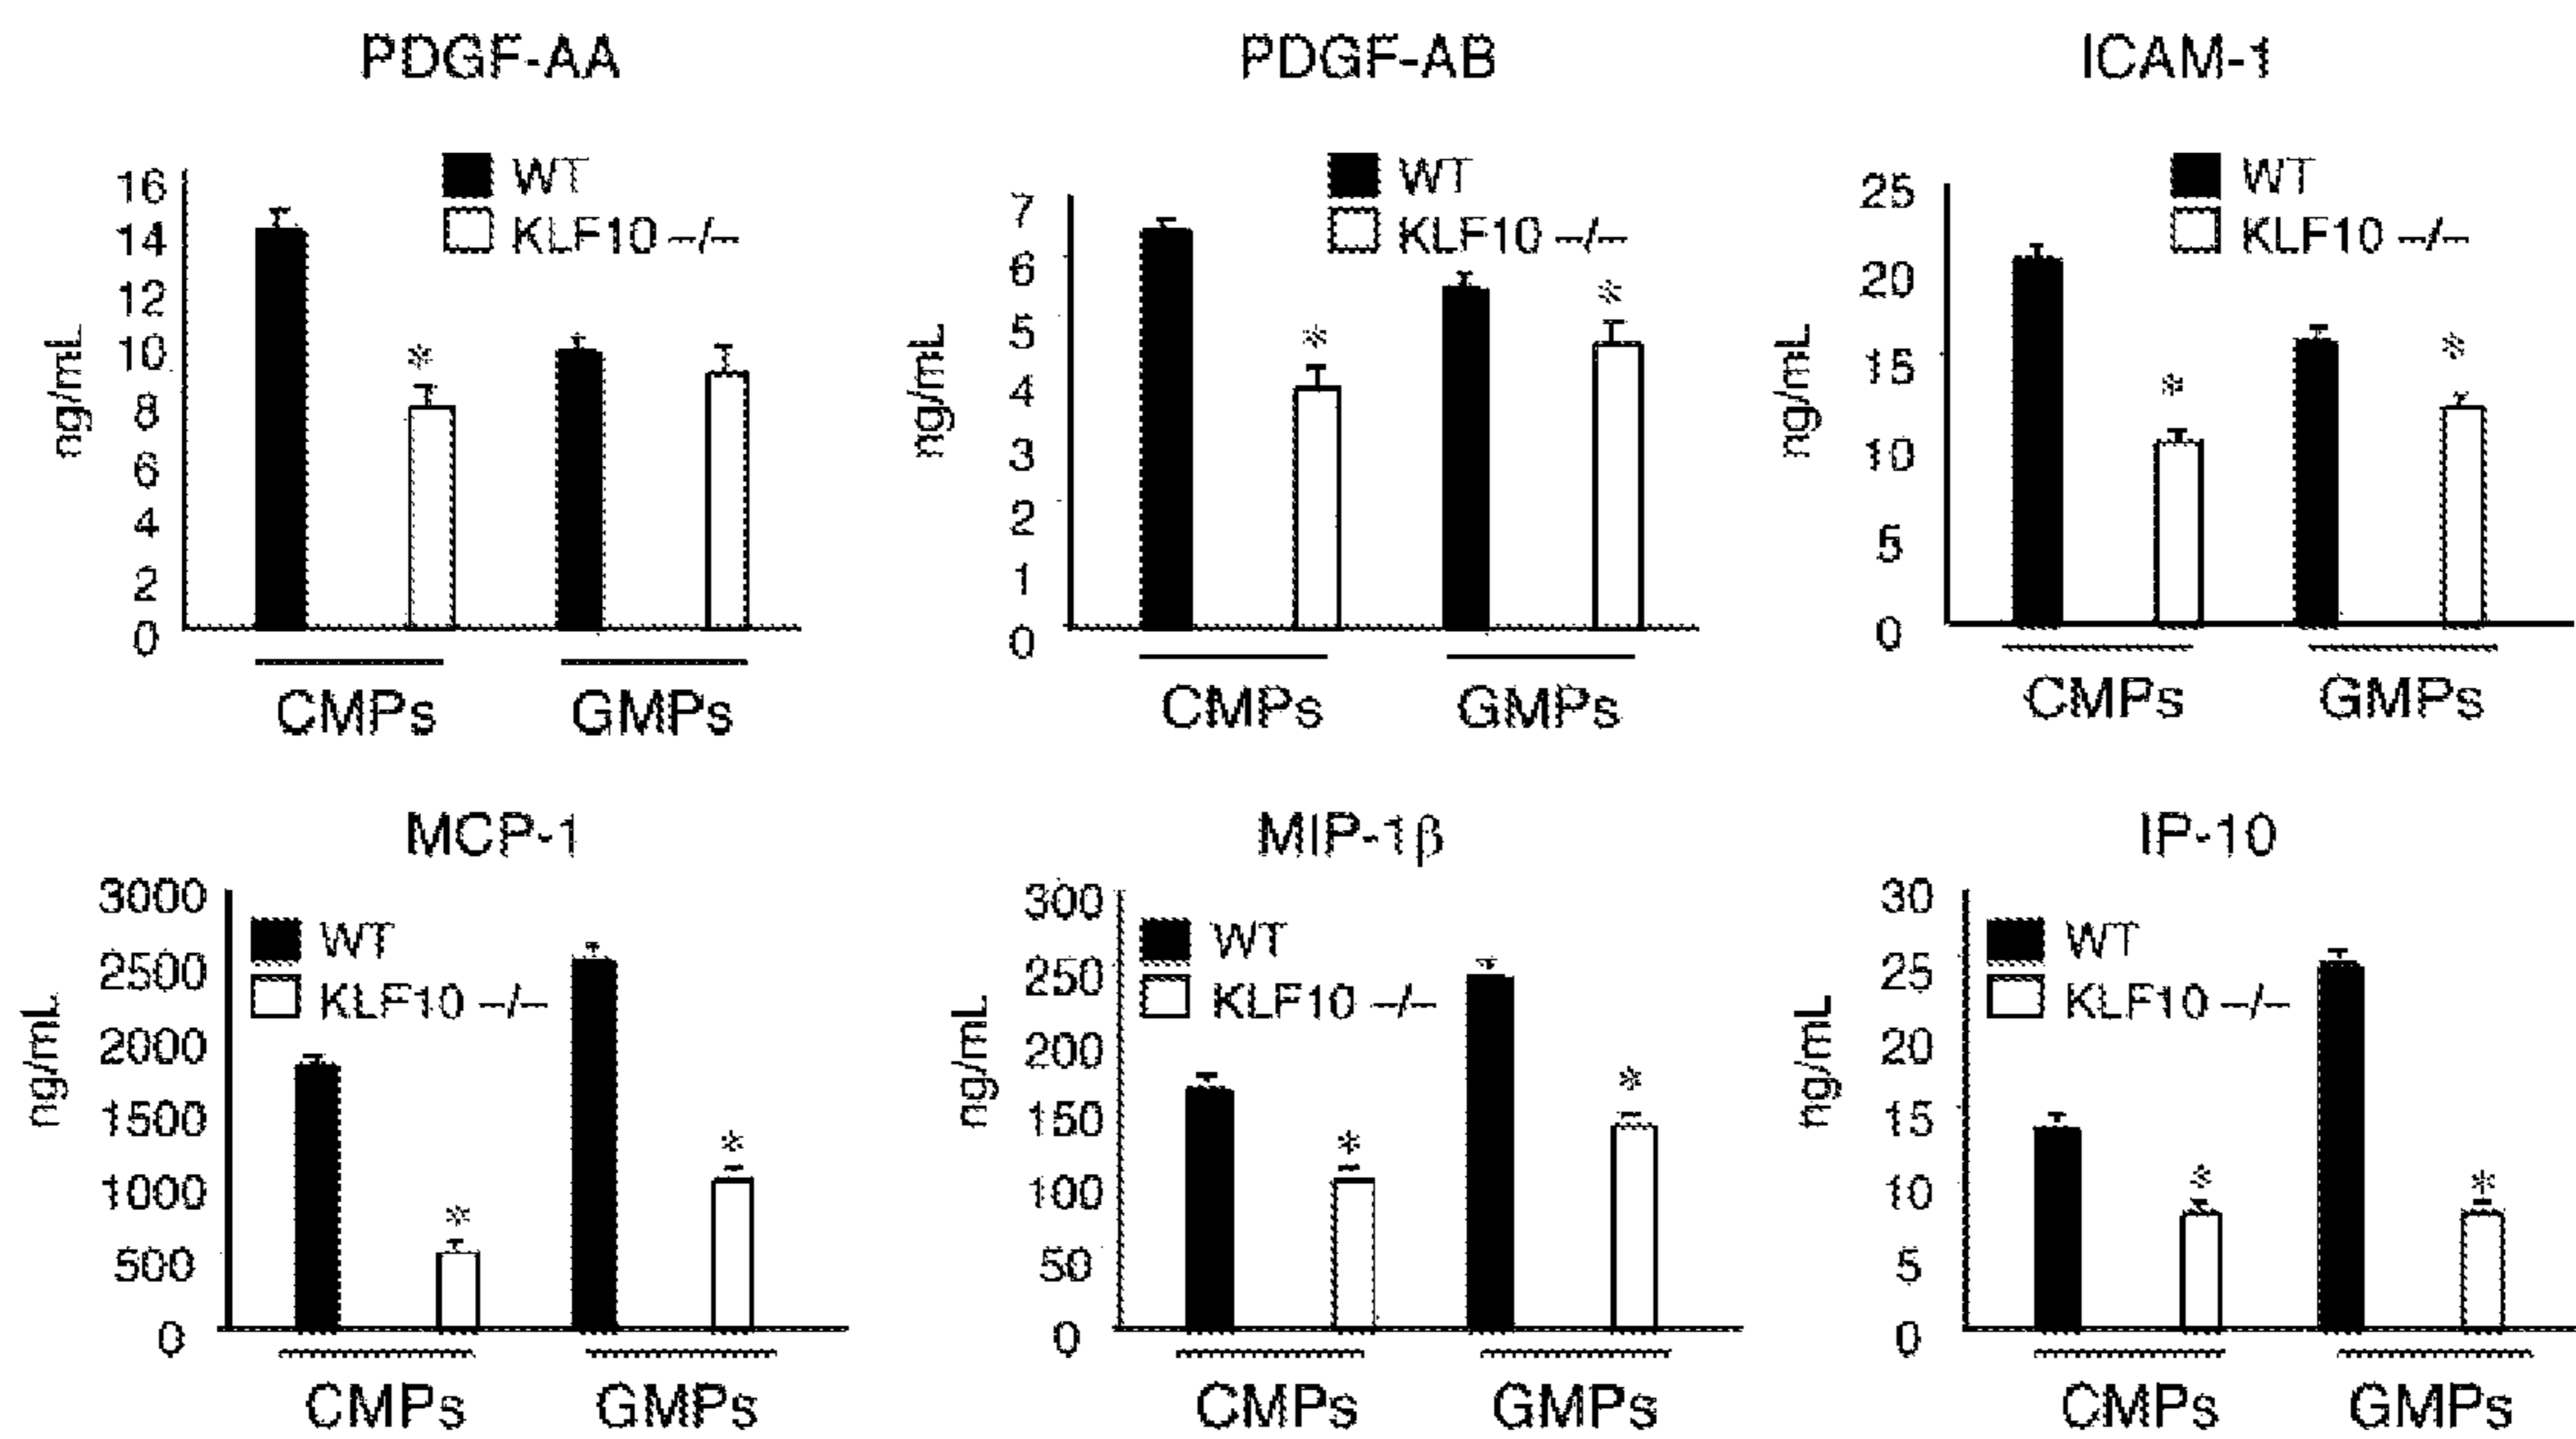 PDGF-AA
WT
KLF10 –/–
ng/mL
16
14
12
10
8
6
4
2
0
*
CMPs GMPs
PDGF-AB
WT
KLF10 –/–
ng/mL
7
6
5
4
3
2
1
0
*
*
CMPs GMPs
ICAM-1
WT
KLF10 –/–
ng/mL
25
20
15
10
5
0
*
*
CMPs GMPs
MCP-1
WT
KLF10 –/–
ng/mL
3000
2500
2000
1500
1000
500
0
*
*
CMPs GMPs
MIP-1β
WT
KLF10 –/–
ng/mL
300
250
200
150
100
50
0
*
*
CMPs GMPs
IP-10
WT
KLF10 –/–
ng/mL
30
25
20
15
10
5
0
*
*
CMPs GMPs